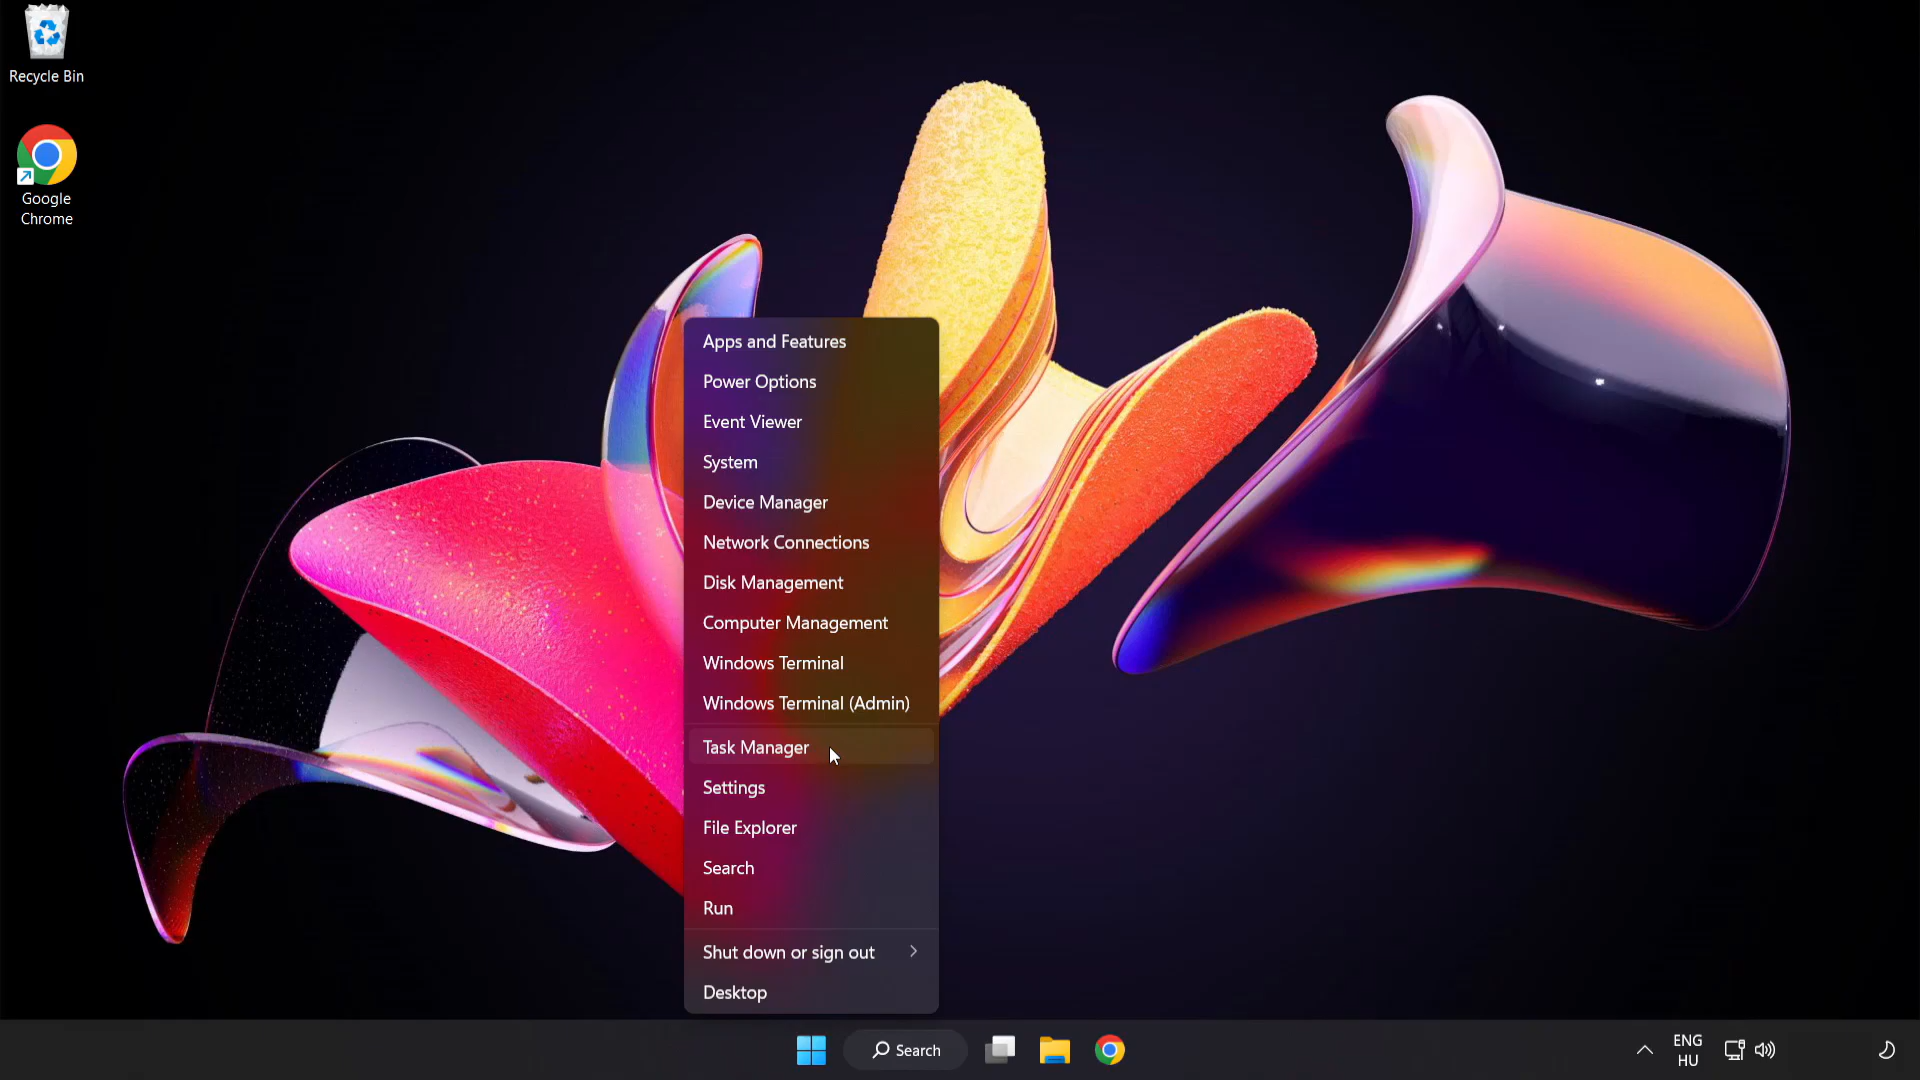 Recycle Bin
Google
Chrome
Apps and Features
Power Options
Event Viewer
System
Device Manager
Network Connections
Disk Management
Computer Management
Windows Terminal
Windows Terminal (Admin)
Task Manager
Settings
File Explorer
Search
Run
Shut down or sign out
Desktop
Search
ENG
HU